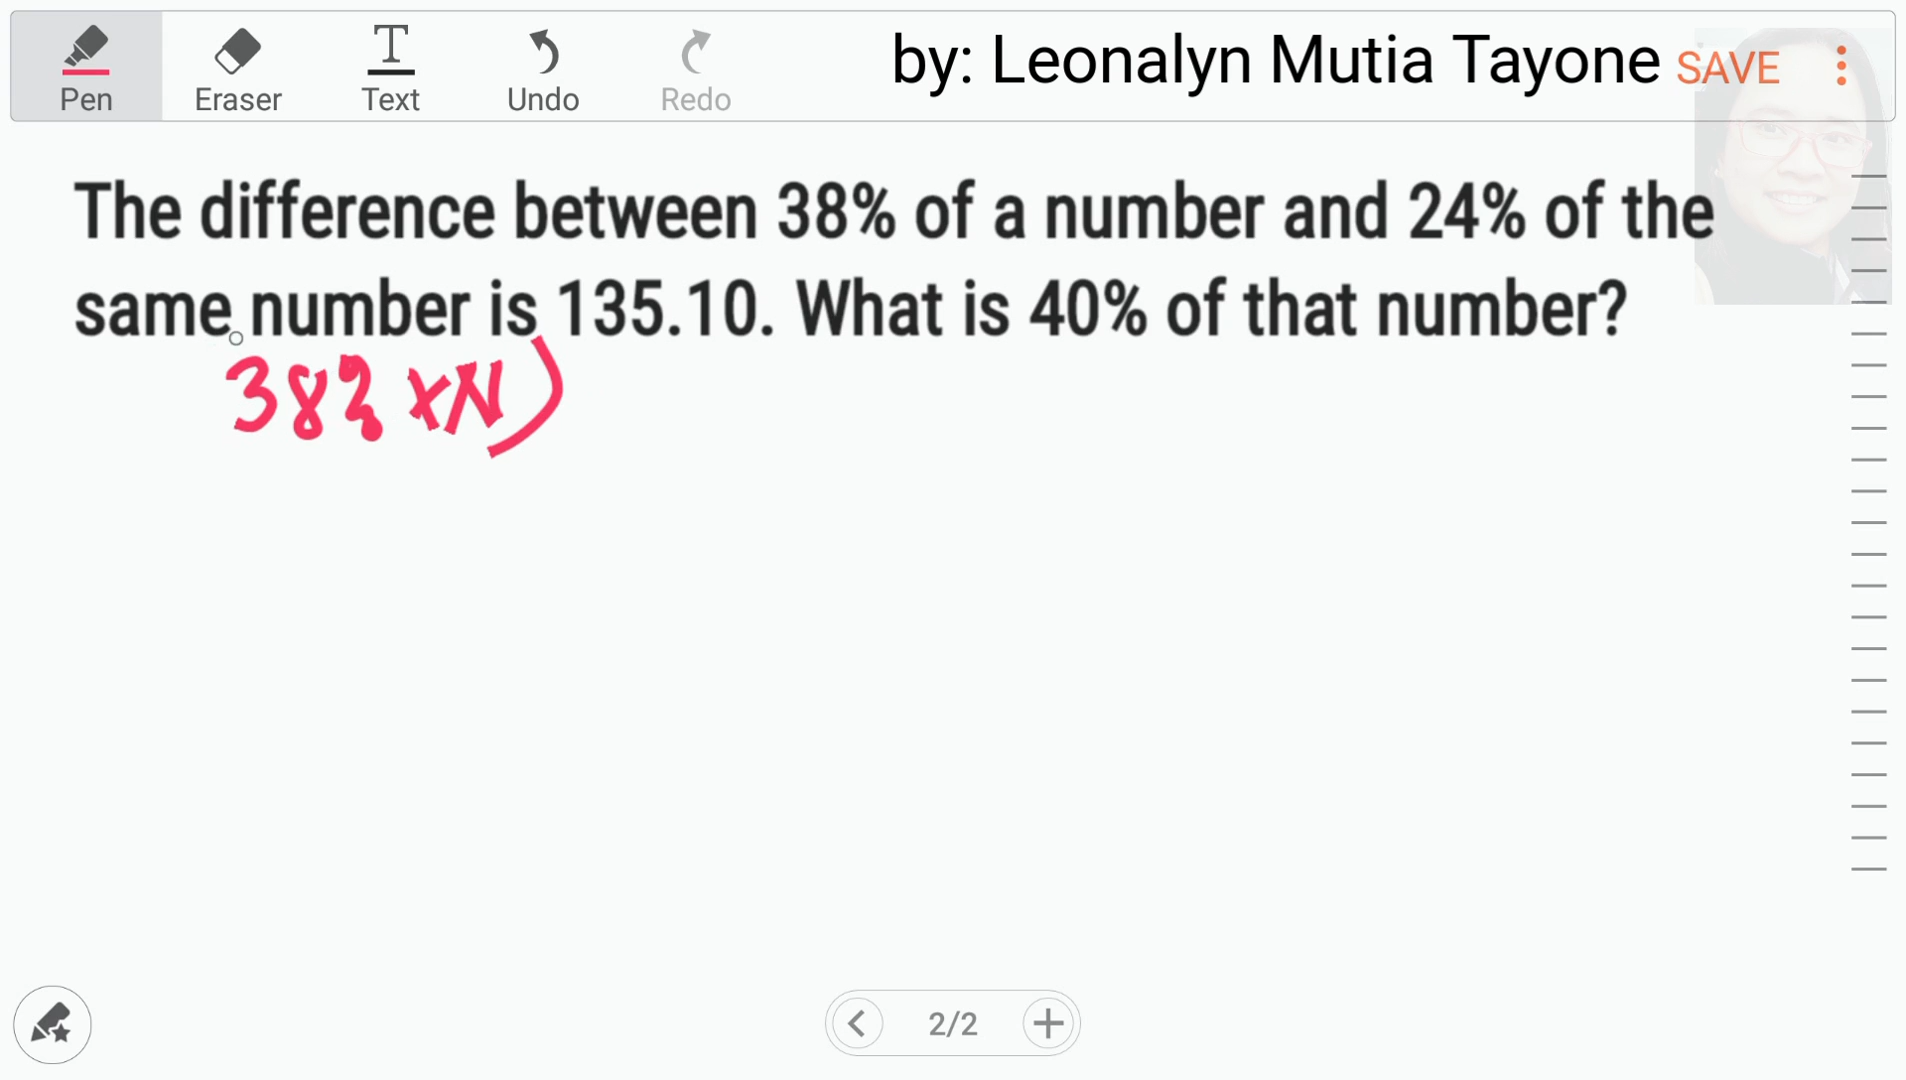 Pen
Eraser
Text
Undo
Redo
by: Leonalyn Mutia Tayone
SAVE
The difference between 38% of a number and 24% of the
same number is 135.10. What is 40% of that number?
38% xN)
2/2